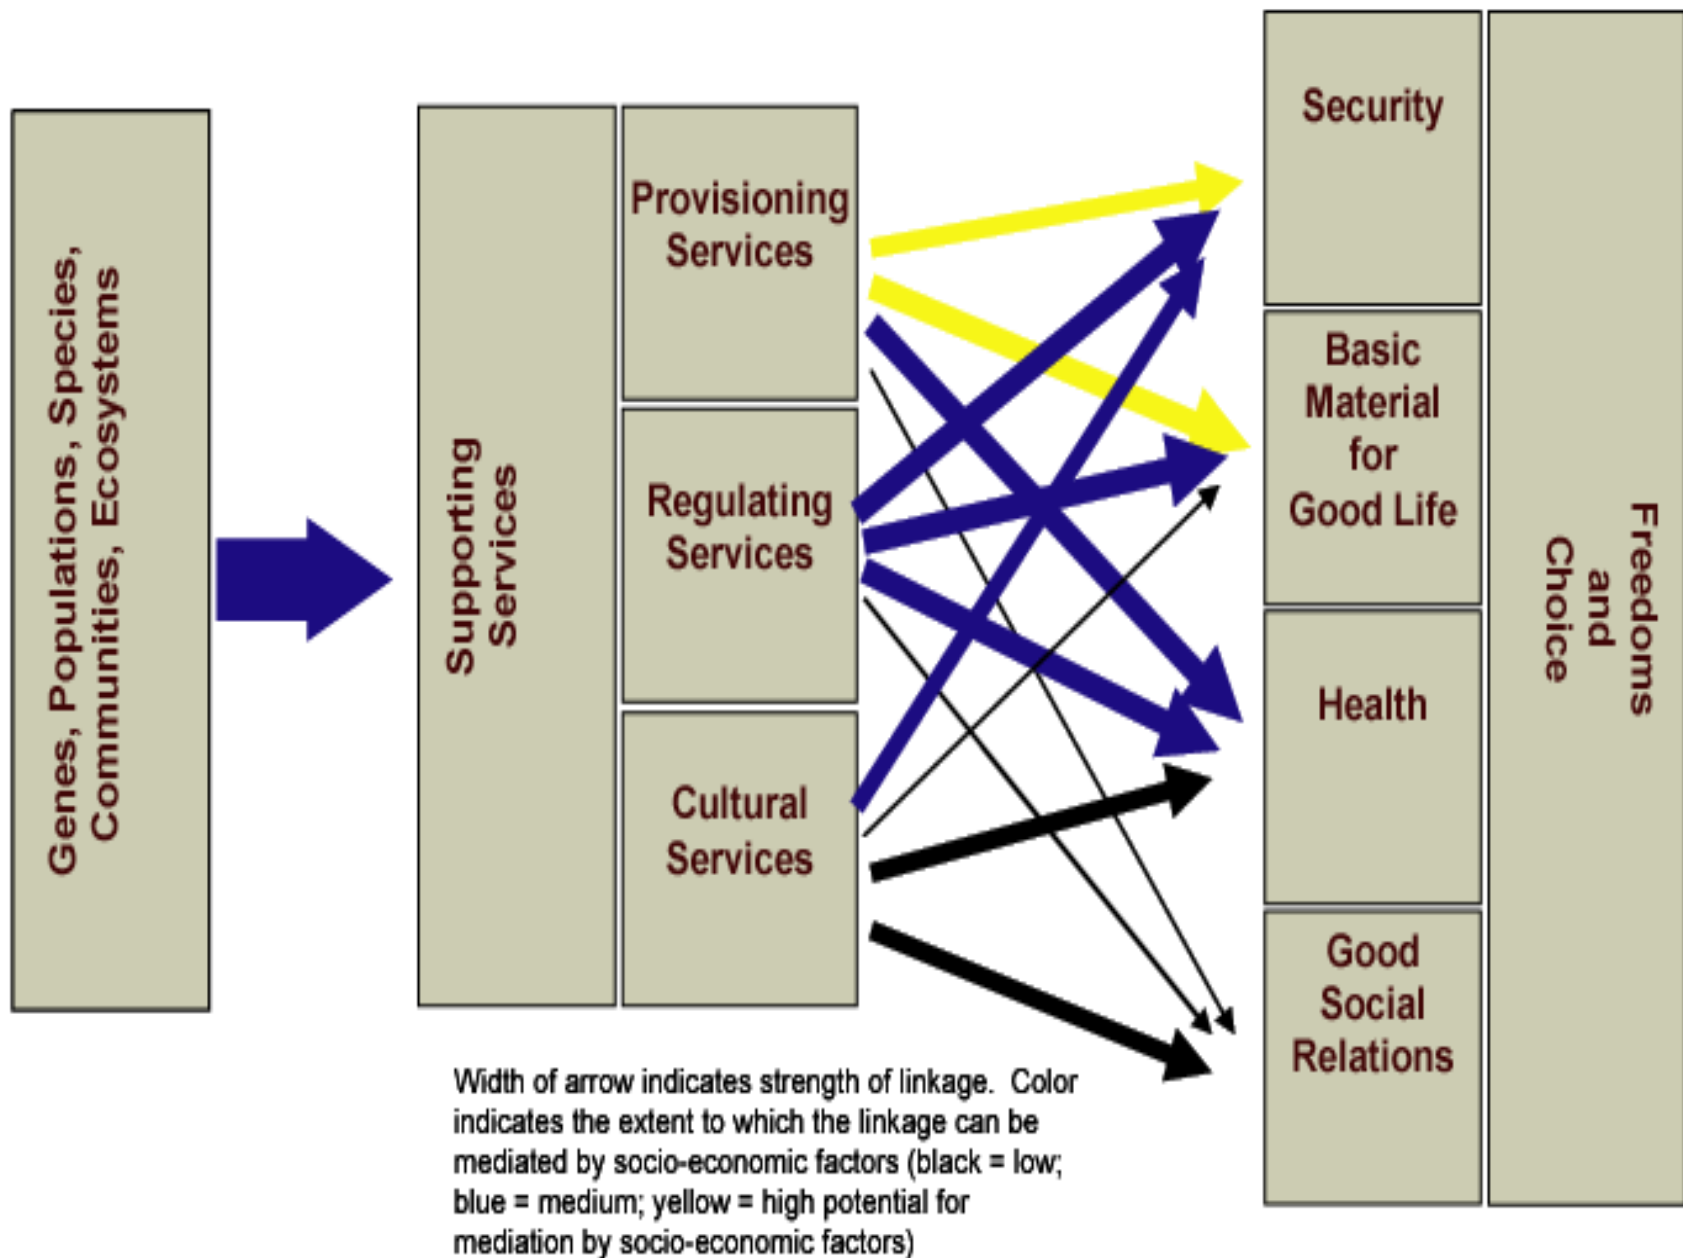 Genes, Populations, Species,
Communities, Ecosystems
Supporting
Services
Provisioning
Services
Regulating
Services
Cultural
Services
Security
Basic
Material
for
Good Life
Health
Good
Social
Relations
Freedoms
and
Choice
Width of arrow indicates strength of linkage. Color
indicates the extent to which the linkage can be
mediated by socio-economic factors (black = low;
blue = medium; yellow = high potential for
mediation by socio-economic factors)